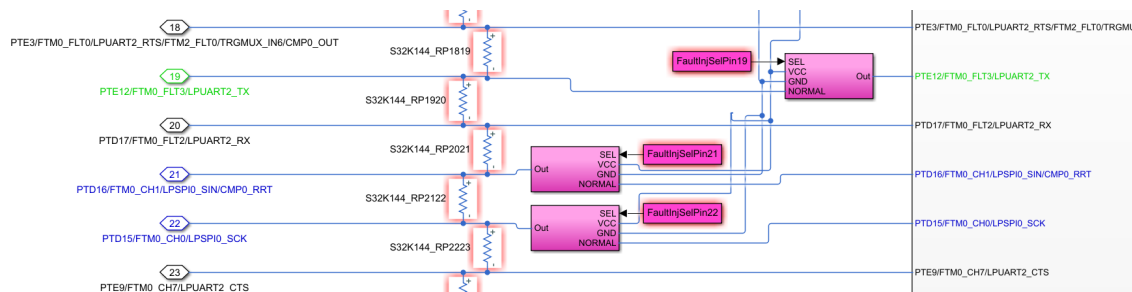 18
PTE3/FTM0_FLT0/LPUART2_RTS/FTM2_FLT0/TRGMUX_IN6/CMP0_OUT
PTE3/FTM0_FLT0/LPUART2_RTS/FTM2_FLT0/TRGMU
S32K144_RP1819
+
-
FaultInjSelPin19
SEL
VCC
GND
NORMAL
Out
19
PTE12/FTM0_FLT3/LPUART2_TX
PTE12/FTM0_FLT3/LPUART2_TX
S32K144_RP1920
+
-
20
PTD17/FTM0_FLT2/LPUART2_RX
PTD17/FTM0_FLT2/LPUART2_RX
S32K144_RP2021
+
-
FaultInjSelPin21
SEL
VCC
GND
NORMAL
Out
21
PTD16/FTM0_CH1/LPSPI0_SIN/CMP0_RRT
PTD16/FTM0_CH1/LPSPI0_SIN/CMP0_RRT
S32K144_RP2122
+
-
FaultInjSelPin22
SEL
VCC
GND
NORMAL
Out
22
PTD15/FTM0_CH0/LPSPI0_SCK
PTD15/FTM0_CH0/LPSPI0_SCK
S32K144_RP2223
+
-
23
PTE9/FTM0_CH7/LPUART2_CTS
PTE9/FTM0_CH7/LPUART2_CTS